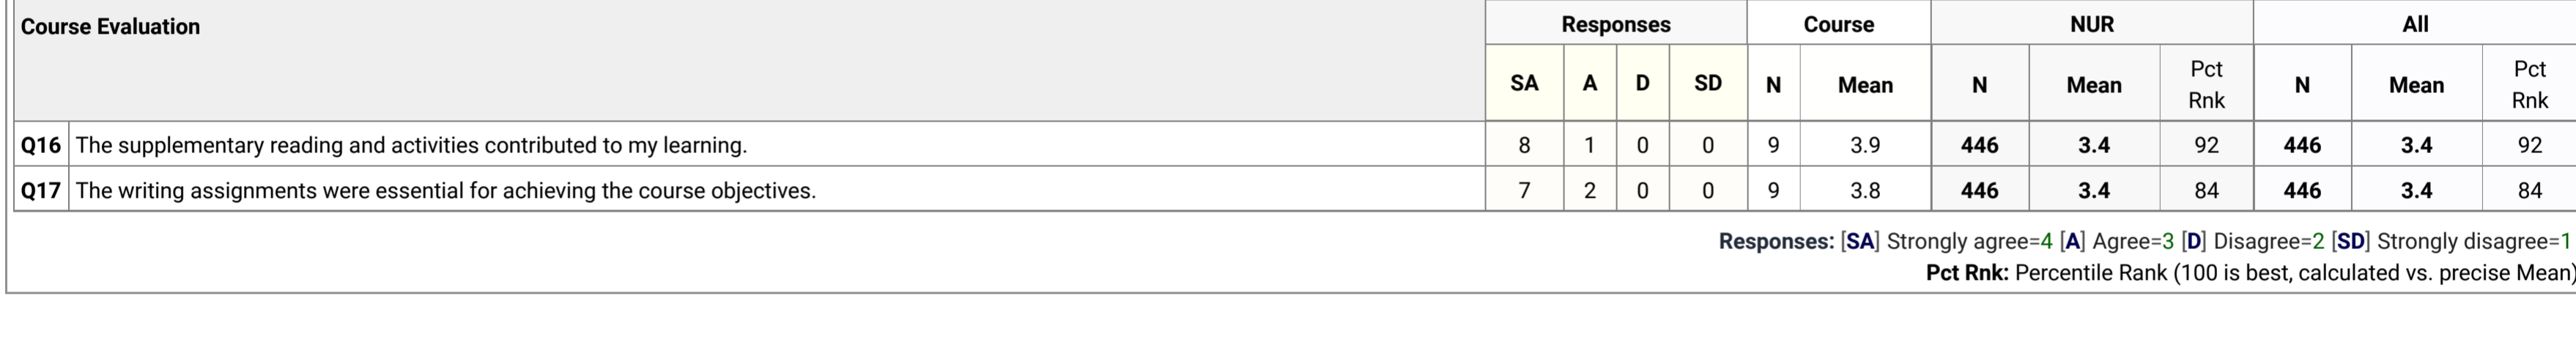 Course Evaluation Responses Course NUR All
SA A D SD N Mean N Mean Pct Rnk N Mean Pct Rnk
Q16 The supplementary reading and activities contributed to my learning. 8 1 0 0 9 3.9 446 3.4 92 446 3.4 92
Q17 The writing assignments were essential for achieving the course objectives. 7 2 0 0 9 3.8 446 3.4 84 446 3.4 84
Responses: [SA] Strongly agree=4 [A] Agree=3 [D] Disagree=2 [SD] Strongly disagree=1
Pct Rnk: Percentile Rank (100 is best, calculated vs. precise Mean)